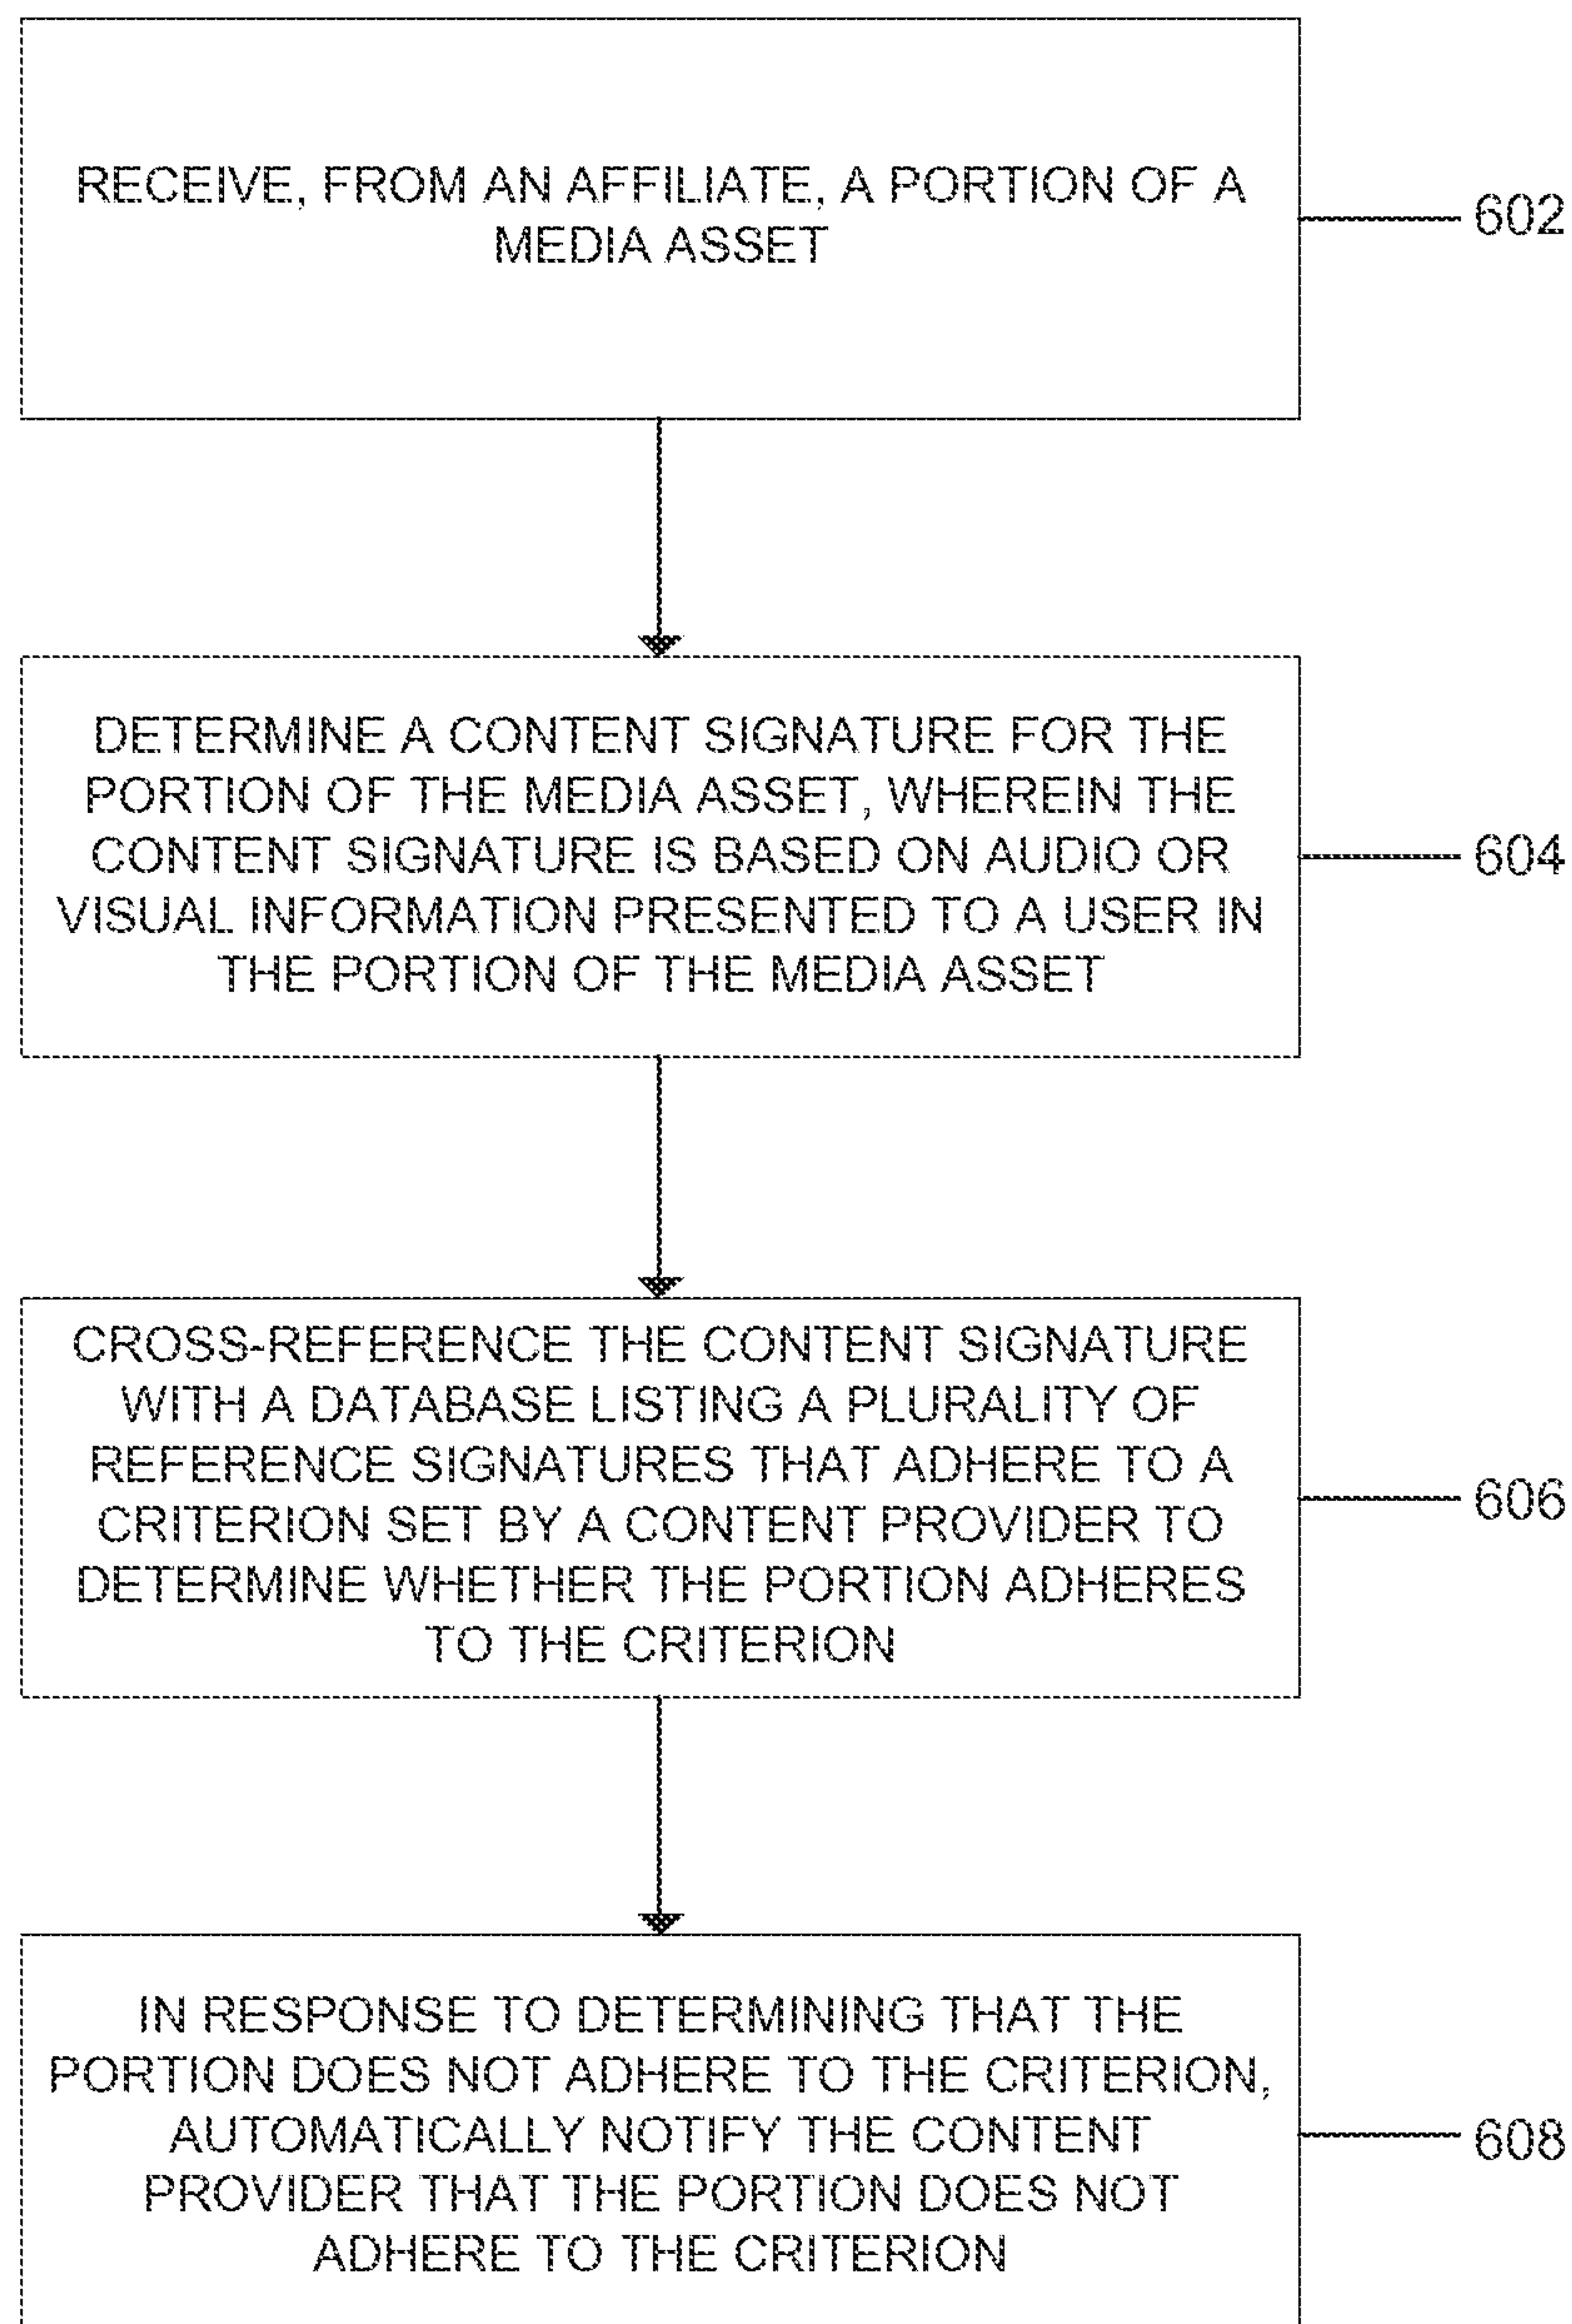 RECEIVE, FROM AN AFFILIATE, A PORTION OF A
MEDIA ASSET
602
DETERMINE A CONTENT SIGNATURE FOR THE
PORTION OF THE MEDIA ASSET, WHEREIN THE
CONTENT SIGNATURE IS BASED ON AUDIO OR
VISUAL INFORMATION PRESENTED TO A USER IN
THE PORTION OF THE MEDIA ASSET
604
CROSS-REFERENCE THE CONTENT SIGNATURE
WITH A DATABASE LISTING A PLURALITY OF
REFERENCE SIGNATURES THAT ADHERE TO A
CRITERION SET BY A CONTENT PROVIDER TO
DETERMINE WHETHER THE PORTION ADHERES
TO THE CRITERION
606
IN RESPONSE TO DETERMINING THAT THE
PORTION DOES NOT ADHERE TO THE CRITERION,
AUTOMATICALLY NOTIFY THE CONTENT
PROVIDER THAT THE PORTION DOES NOT
ADHERE TO THE CRITERION
608